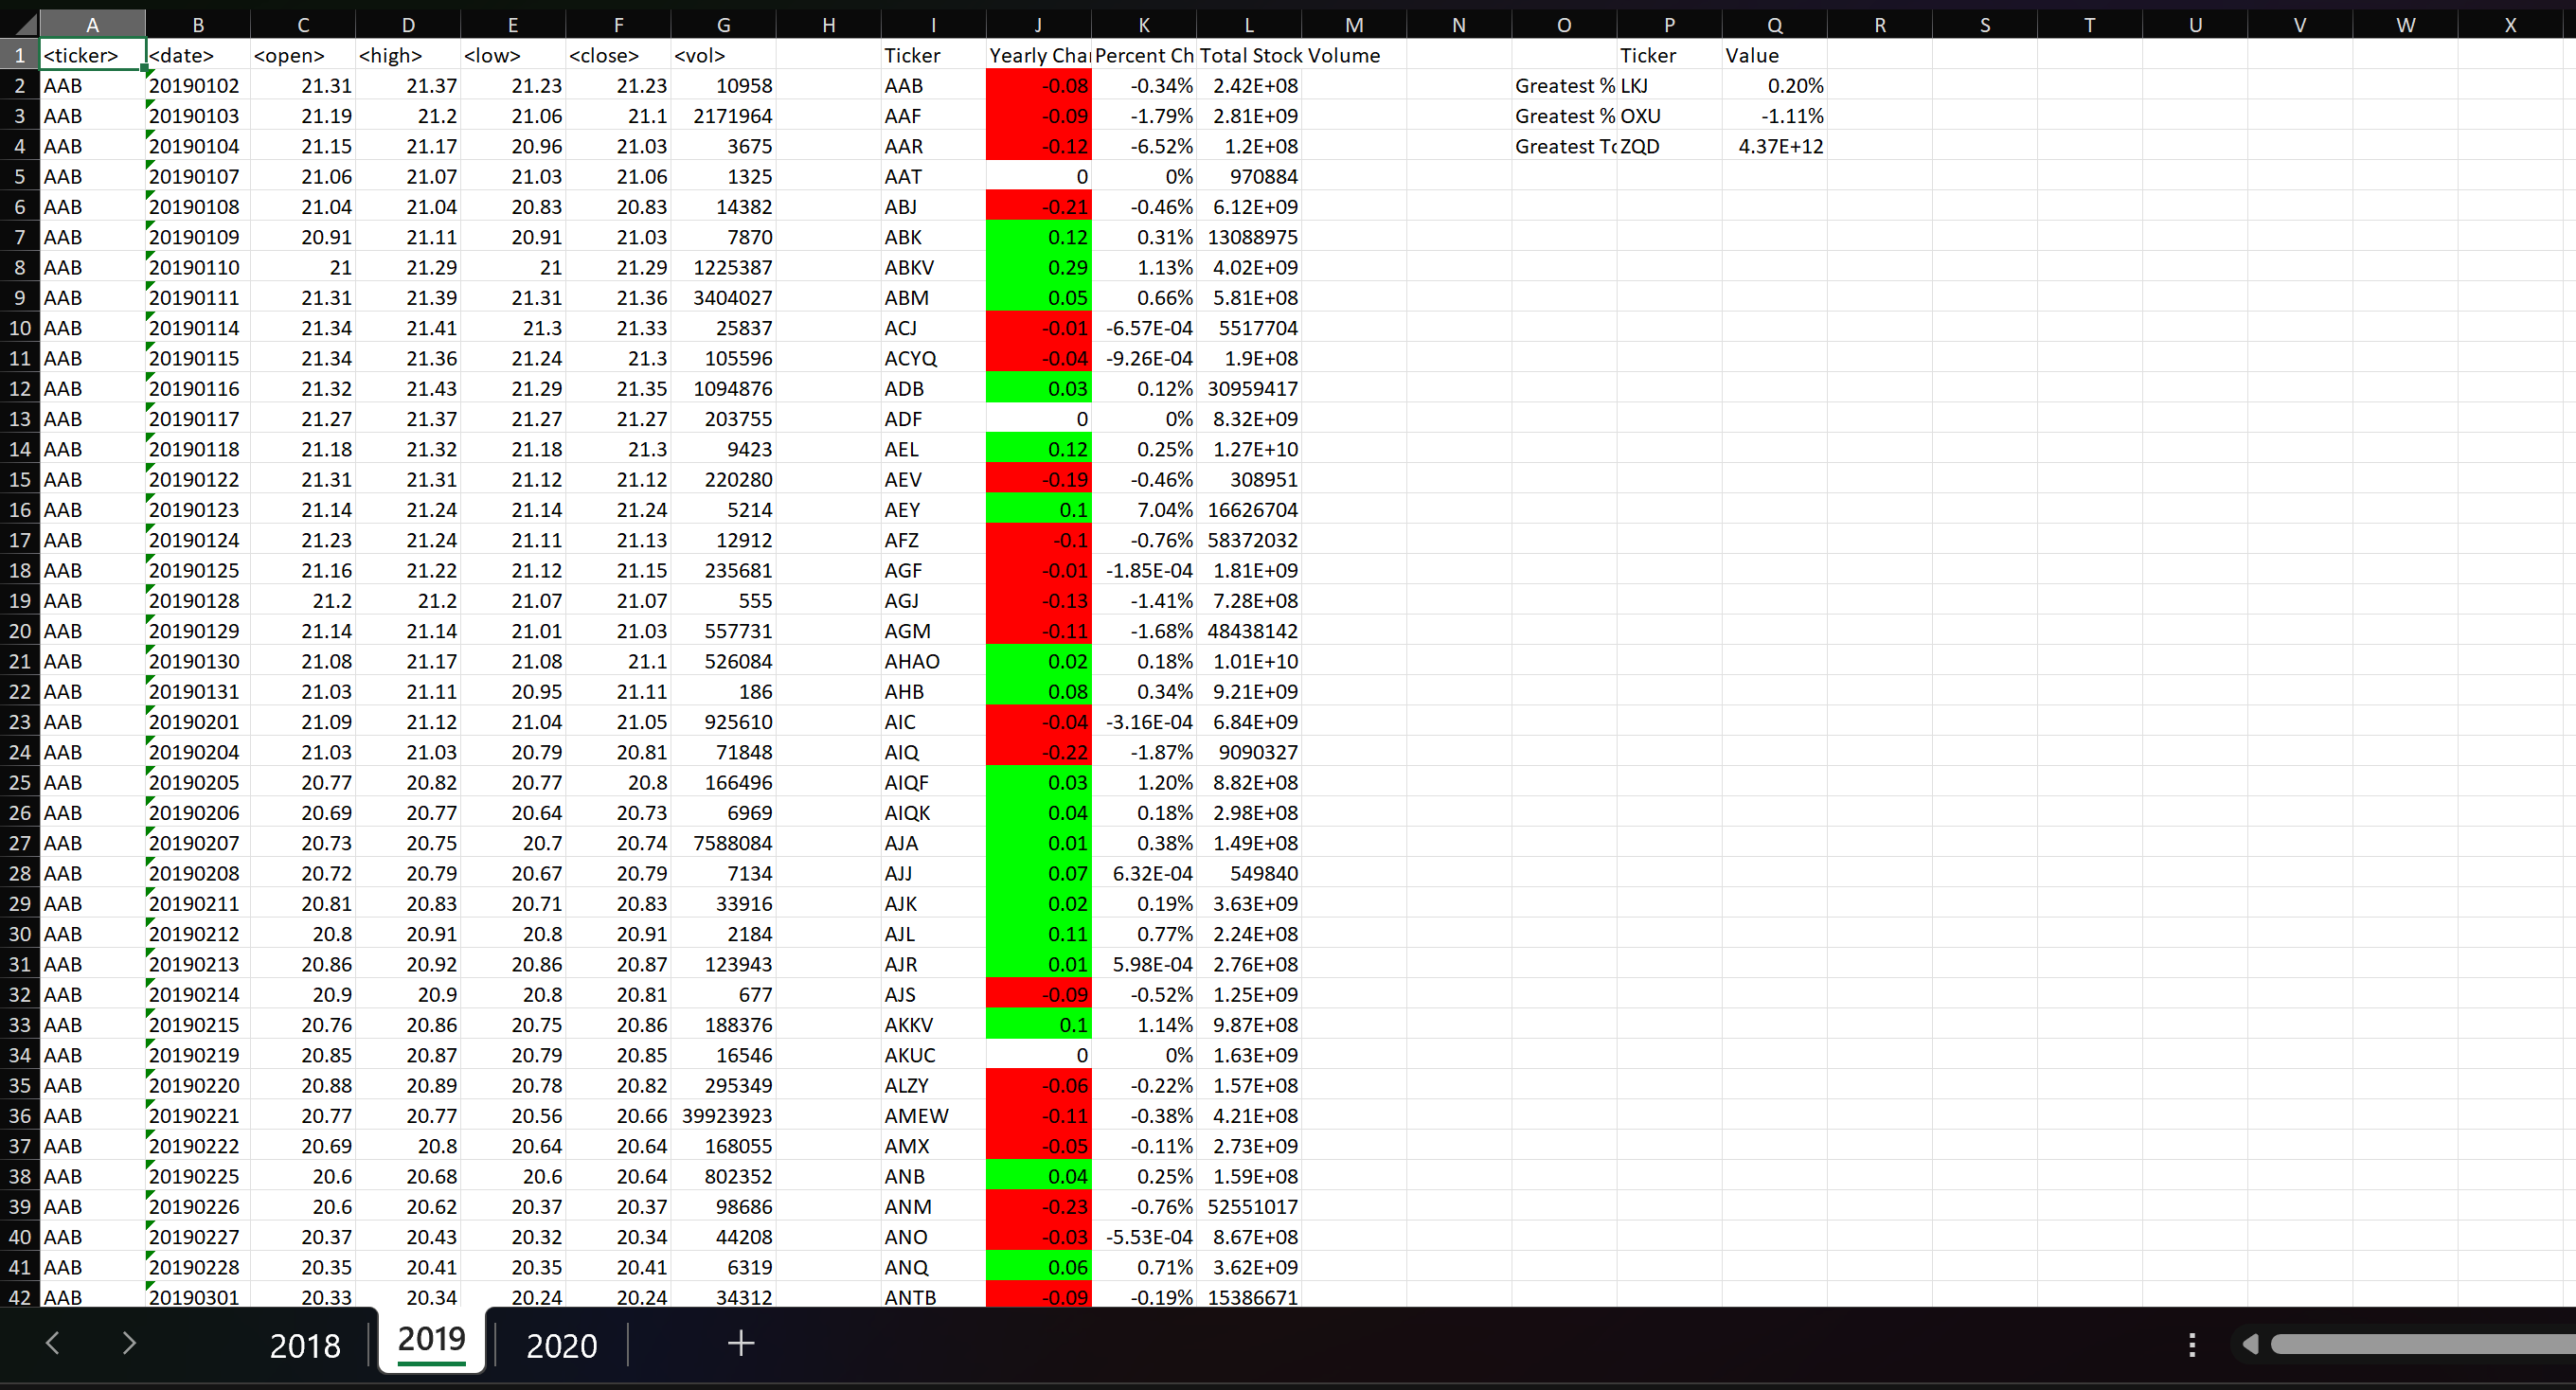 A B C D E F G H I J K L M N O P Q R S T U V W X
1 <ticker> <date> <open> <high> <low> <close> <vol> Ticker Yearly Char Percent Ch Total Stock Volume Ticker Value
2 AAB 20190102 21.31 21.37 21.23 21.23 10958 AAB -0.08 -0.34% 2.42E+08 Greatest % LKJ 0.20%
3 AAB 20190103 21.19 21.2 21.06 21.1 2171964 AAF -0.09 -1.79% 2.81E+09 Greatest % OXU -1.11%
4 AAB 20190104 21.15 21.17 20.96 21.03 3675 AAR -0.12 -6.52% 1.2E+08 Greatest Tc ZQD 4.37E+12
5 AAB 20190107 21.06 21.07 21.03 21.06 1325 AAT 0 0% 970884
6 AAB 20190108 21.04 21.04 20.83 20.83 14382 ABJ -0.21 -0.46% 6.12E+09
7 AAB 20190109 20.91 21.11 20.91 21.03 7870 ABK 0.12 0.31% 13088975
8 AAB 20190110 21 21.29 21 21.29 1225387 ABKV 0.29 1.13% 4.02E+09
9 AAB 20190111 21.31 21.39 21.31 21.36 3404027 ABM 0.05 0.66% 5.81E+08
10 AAB 20190114 21.34 21.41 21.3 21.33 25837 ACJ -0.01 -6.57E-04 5517704
11 AAB 20190115 21.34 21.36 21.24 21.3 105596 ACYQ -0.04 -9.26E-04 1.9E+08
12 AAB 20190116 21.32 21.43 21.29 21.35 1094876 ADB 0.03 0.12% 30959417
13 AAB 20190117 21.27 21.37 21.27 21.27 203755 ADF 0 0% 8.32E+09
14 AAB 20190118 21.18 21.32 21.18 21.3 9423 AEL 0.12 0.25% 1.27E+10
15 AAB 20190122 21.31 21.31 21.12 21.12 220280 AEV -0.19 -0.46% 308951
16 AAB 20190123 21.14 21.24 21.14 21.24 5214 AEY 0.1 7.04% 16626704
17 AAB 20190124 21.23 21.24 21.11 21.13 12912 AFZ -0.1 -0.76% 58372032
18 AAB 20190125 21.16 21.22 21.12 21.15 235681 AGF -0.01 -1.85E-04 1.81E+09
19 AAB 20190128 21.2 21.2 21.07 21.07 555 AGJ -0.13 -1.41% 7.28E+08
20 AAB 20190129 21.14 21.14 21.01 21.03 557731 AGM -0.11 -1.68% 48438142
21 AAB 20190130 21.08 21.17 21.08 21.1 526084 AHAO 0.02 0.18% 1.01E+10
22 AAB 20190131 21.03 21.11 20.95 21.11 186 AHB 0.08 0.34% 9.21E+09
23 AAB 20190201 21.09 21.12 21.04 21.05 925610 AIC -0.04 -3.16E-04 6.84E+09
24 AAB 20190204 21.03 21.03 20.79 20.81 71848 AIQ -0.22 -1.87% 9090327
25 AAB 20190205 20.77 20.82 20.77 20.8 166496 AIQF 0.03 1.20% 8.82E+08
26 AAB 20190206 20.69 20.77 20.64 20.73 6969 AIQK 0.04 0.18% 2.98E+08
27 AAB 20190207 20.73 20.75 20.7 20.74 7588084 AJA 0.01 0.38% 1.49E+08
28 AAB 20190208 20.72 20.79 20.67 20.79 7134 AJJ 0.07 6.32E-04 549840
29 AAB 20190211 20.81 20.83 20.71 20.83 33916 AJK 0.02 0.19% 3.63E+09
30 AAB 20190212 20.8 20.91 20.8 20.91 2184 AJL 0.11 0.77% 2.24E+08
31 AAB 20190213 20.86 20.92 20.86 20.87 123943 AJR 0.01 5.98E-04 2.76E+08
32 AAB 20190214 20.9 20.9 20.8 20.81 677 AJS -0.09 -0.52% 1.25E+09
33 AAB 20190215 20.76 20.86 20.75 20.86 188376 AKKV 0.1 1.14% 9.87E+08
34 AAB 20190219 20.85 20.87 20.79 20.85 16546 AKUC 0 0% 1.63E+09
35 AAB 20190220 20.88 20.89 20.78 20.82 295349 ALZY -0.06 -0.22% 1.57E+08
36 AAB 20190221 20.77 20.77 20.56 20.66 39923923 AMEW -0.11 -0.38% 4.21E+08
37 AAB 20190222 20.69 20.8 20.64 20.64 168055 AMX -0.05 -0.11% 2.73E+09
38 AAB 20190225 20.6 20.68 20.6 20.64 802352 ANB 0.04 0.25% 1.59E+08
39 AAB 20190226 20.6 20.62 20.37 20.37 98686 ANM -0.23 -0.76% 52551017
40 AAB 20190227 20.37 20.43 20.32 20.34 44208 ANO -0.03 -5.53E-04 8.67E+08
41 AAB 20190228 20.35 20.41 20.35 20.41 6319 ANQ 0.06 0.71% 3.62E+09
42 AAB 20190301 20.33 20.34 20.24 20.24 34312 ANTB -0.09 -0.19% 15386671
2018 2019 2020